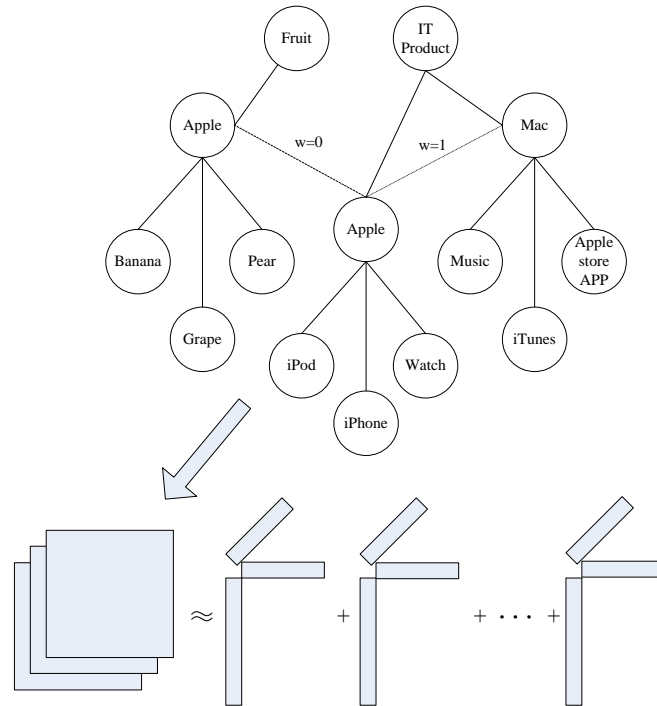 Fruit
IT
Product
Apple
Mac
w=0
w=1
Apple
Banana
Pear
Music
Apple
store
APP
Grape
iPod
Watch
iTunes
iPhone
≈ + + ⋯ +